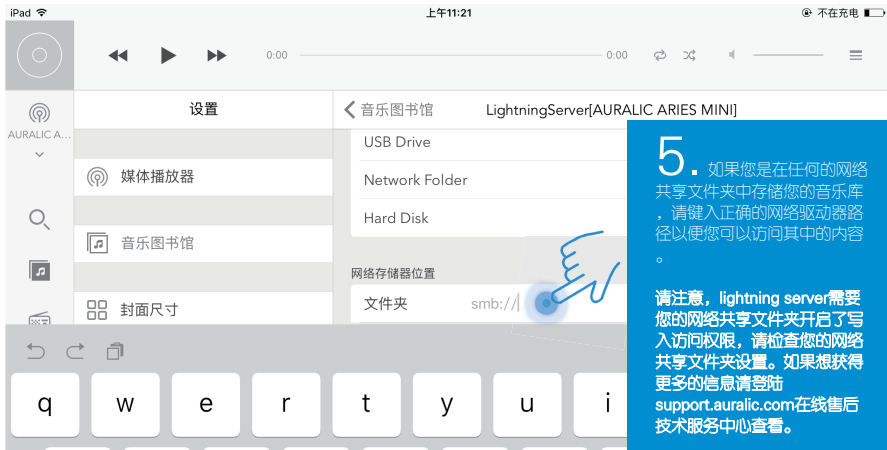 iPad
上午11:21
不在充电
0:00
0:00
AURALIC A...
设置
音乐图书馆
LightningServer[AURALIC ARIES MINI]
媒体播放器
音乐图书馆
封面尺寸
USB Drive
Network Folder
Hard Disk
网络存储器位置
文件夹 smb://
5. 如果您是在任何的网络
共享文件夹中存储您的音乐库
，请键入正确的网络驱动器路
径以便您可以访问其中的内容
。
请注意，lightning server需要
您的网络共享文件夹开启了写
入访问权限，请检查您的网络
共享文件夹设置。如果想获得
更多的信息请登陆
support.auralic.com在线售后
技术服务中心查看。
q w e r t y u i